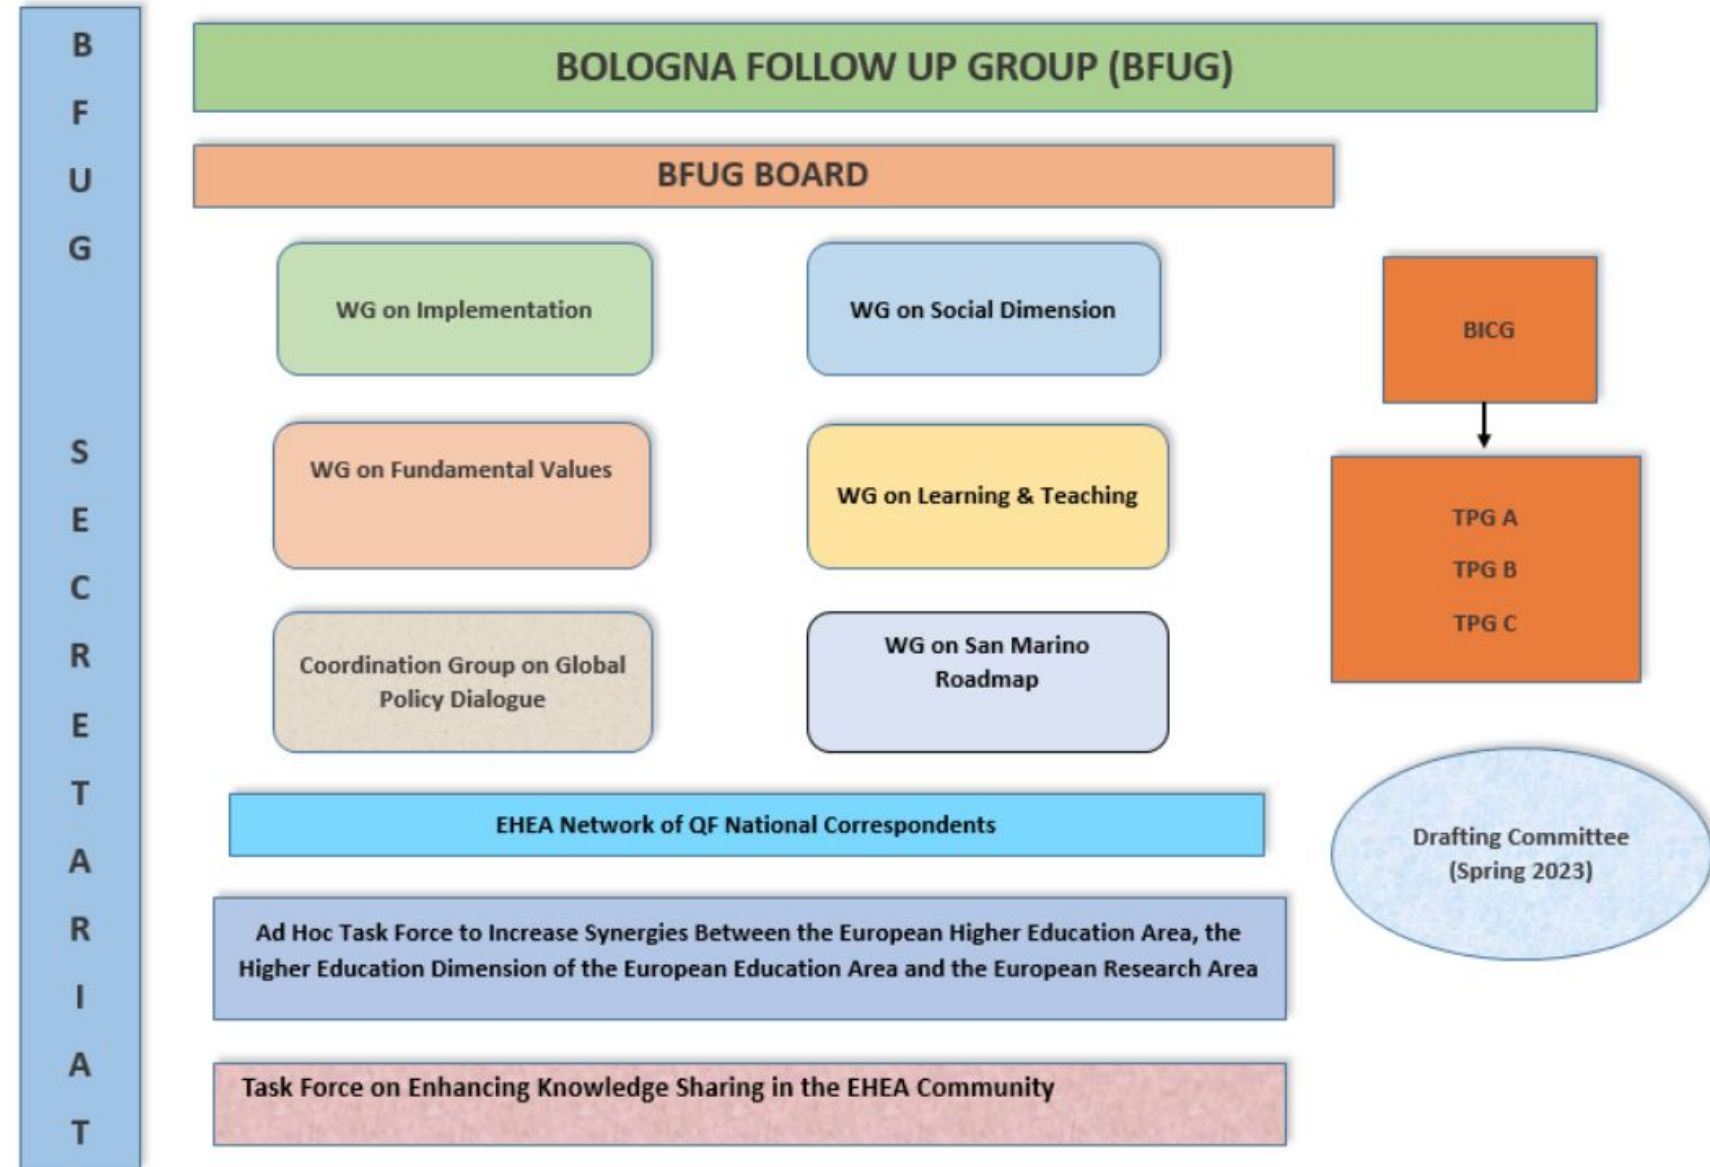 BFUG SECRETARIAT
BOLOGNA FOLLOW UP GROUP (BFUG)
BFUG BOARD
WG on Implementation
WG on Social Dimension
BICG
WG on Fundamental Values
WG on Learning & Teaching
TPG A
TPG B
TPG C
Coordination Group on Global
Policy Dialogue
WG on San Marino
Roadmap
EHEA Network of QF National Correspondents
Drafting Committee
(Spring 2023)
Ad Hoc Task Force to Increase Synergies Between the European Higher Education Area, the
Higher Education Dimension of the European Education Area and the European Research Area
Task Force on Enhancing Knowledge Sharing in the EHEA Community